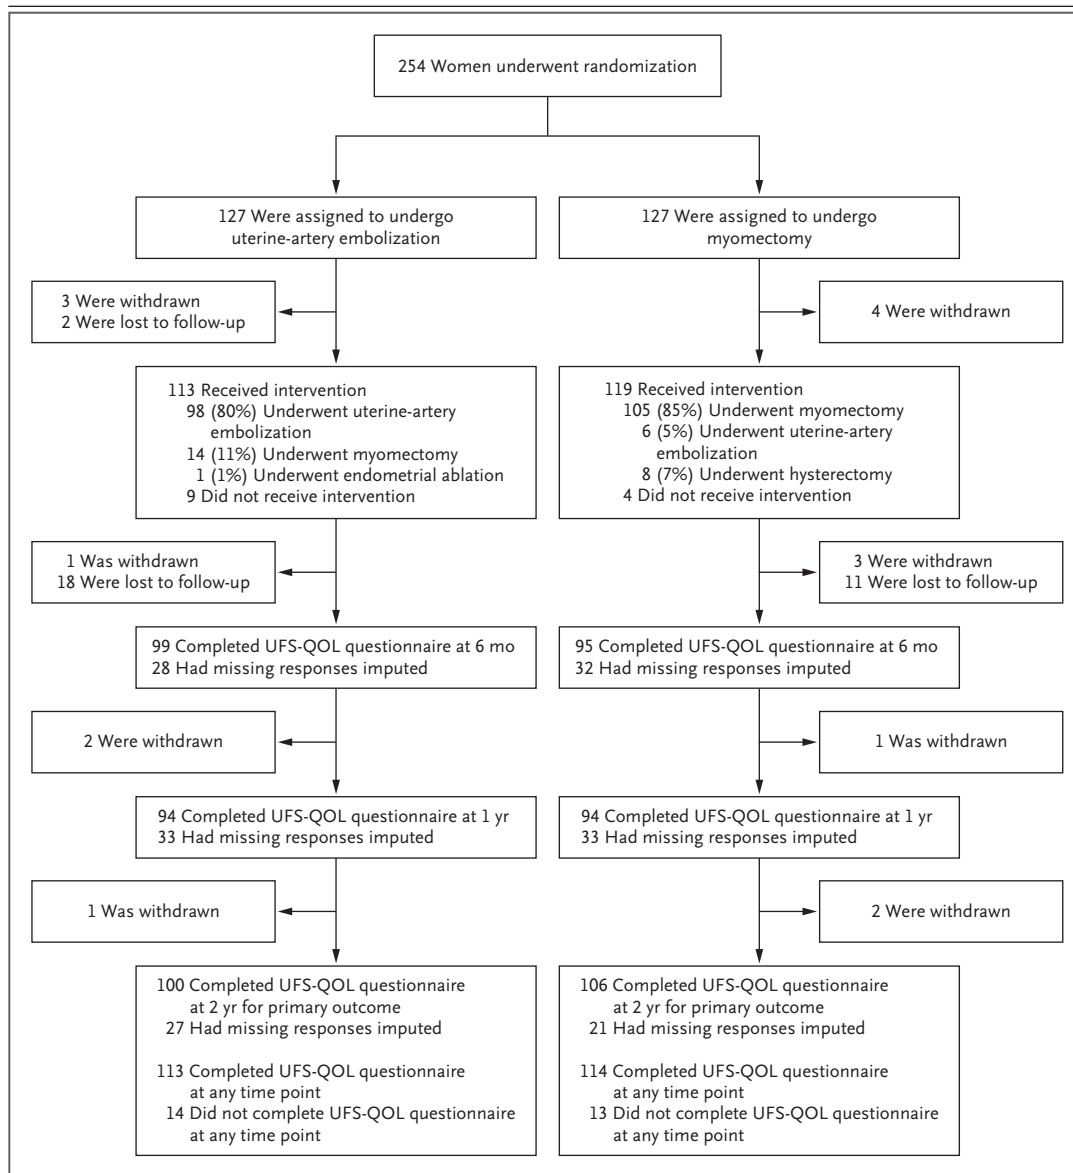 254 Women underwent randomization
127 Were assigned to undergo
uterine-artery embolization
127 Were assigned to undergo
myomectomy
3 Were withdrawn
2 Were lost to follow-up
4 Were withdrawn
113 Received intervention
98 (80%) Underwent uterine-artery
embolization
14 (11%) Underwent myomectomy
1 (1%) Underwent endometrial ablation
9 Did not receive intervention
119 Received intervention
105 (85%) Underwent myomectomy
6 (5%) Underwent uterine-artery
embolization
8 (7%) Underwent hysterectomy
4 Did not receive intervention
1 Was withdrawn
18 Were lost to follow-up
3 Were withdrawn
11 Were lost to follow-up
99 Completed UFS-QOL questionnaire at 6 mo
28 Had missing responses imputed
95 Completed UFS-QOL questionnaire at 6 mo
32 Had missing responses imputed
2 Were withdrawn
1 Was withdrawn
94 Completed UFS-QOL questionnaire at 1 yr
33 Had missing responses imputed
94 Completed UFS-QOL questionnaire at 1 yr
33 Had missing responses imputed
1 Was withdrawn
2 Were withdrawn
100 Completed UFS-QOL questionnaire
at 2 yr for primary outcome
27 Had missing responses imputed
113 Completed UFS-QOL questionnaire
at any time point
14 Did not complete UFS-QOL questionnaire
at any time point
106 Completed UFS-QOL questionnaire
at 2 yr for primary outcome
21 Had missing responses imputed
114 Completed UFS-QOL questionnaire
at any time point
13 Did not complete UFS-QOL questionnaire
at any time point